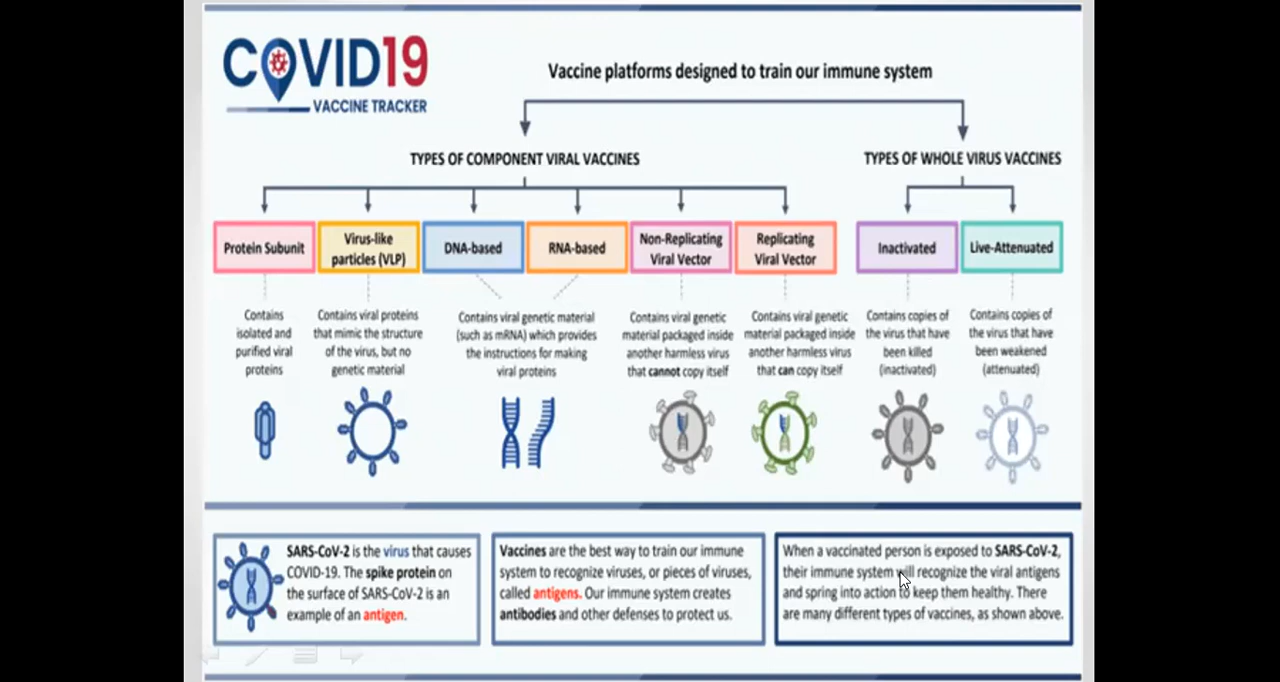 COVID19
VACCINE TRACKER
Vaccine platforms designed to train our immune system
TYPES OF COMPONENT VIRAL VACCINES
TYPES OF WHOLE VIRUS VACCINES
Protein Subunit
Virus-like
particles (VLP)
DNA-based
RNA-based
Non-Replicating
Viral Vector
Replicating
Viral Vector
Inactivated
Live-Attenuated
Contains
isolated and
purified viral
proteins
Contains viral proteins
that mimic the structure
of the virus, but no
genetic material
Contains viral genetic material
(such as mRNA) which provides
the instructions for making
viral proteins
Contains viral genetic
material packaged inside
another harmless virus
that cannot copy itself
Contains viral genetic
material packaged inside
another harmless virus
that can copy itself
Contains copies of
the virus that have
been killed
(inactivated)
Contains copies of
the virus that have
been weakened
(attenuated)
SARS-CoV-2 is the virus that causes
COVID-19. The spike protein on
the surface of SARS-CoV-2 is an
example of an antigen.
Vaccines are the best way to train our immune
system to recognize viruses, or pieces of viruses,
called antigens. Our immune system creates
antibodies and other defenses to protect us.
When a vaccinated person is exposed to SARS-CoV-2,
their immune system will recognize the viral antigens
and spring into action to keep them healthy. There
are many different types of vaccines, as shown above.